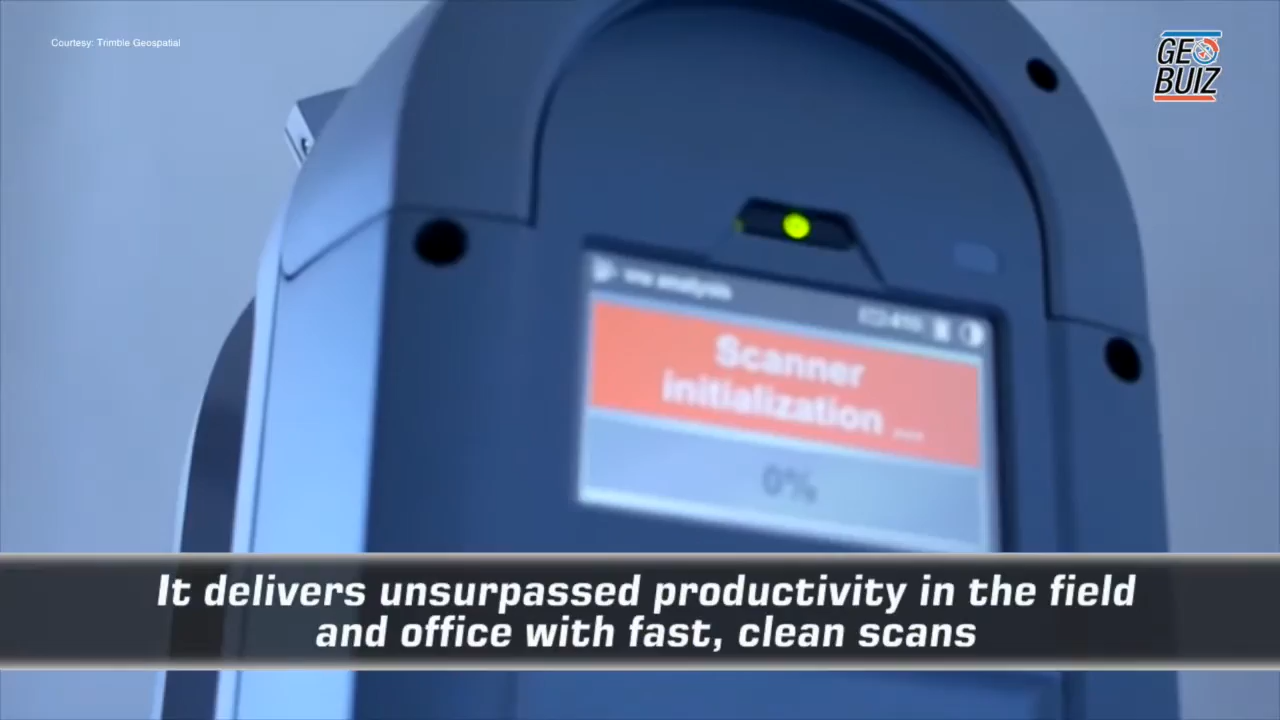 Courtesy: Trimble Geospatial
GEO
BUIZ
Scanner
initialization ...
0%
It delivers unsurpassed productivity in the field
and office with fast, clean scans